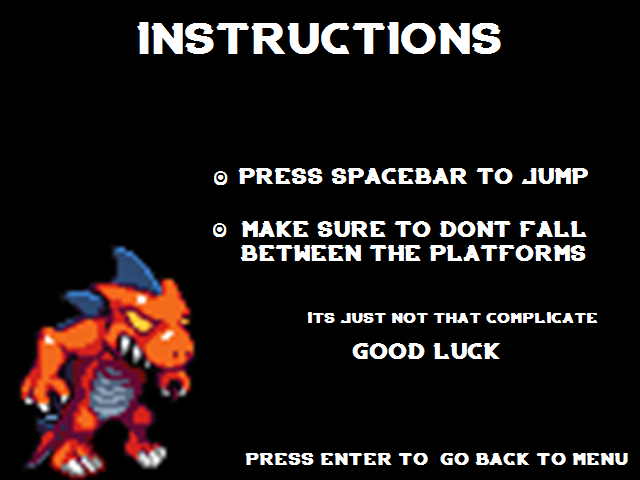 INSTRUCTIONS
PRESS SPACEBAR TO JUMP
MAKE SURE TO DONT FALL
BETWEEN THE PLATFORMS
ITS JUST NOT THAT COMPLICATE
GOOD LUCK
PRESS ENTER TO GO BACK TO MENU